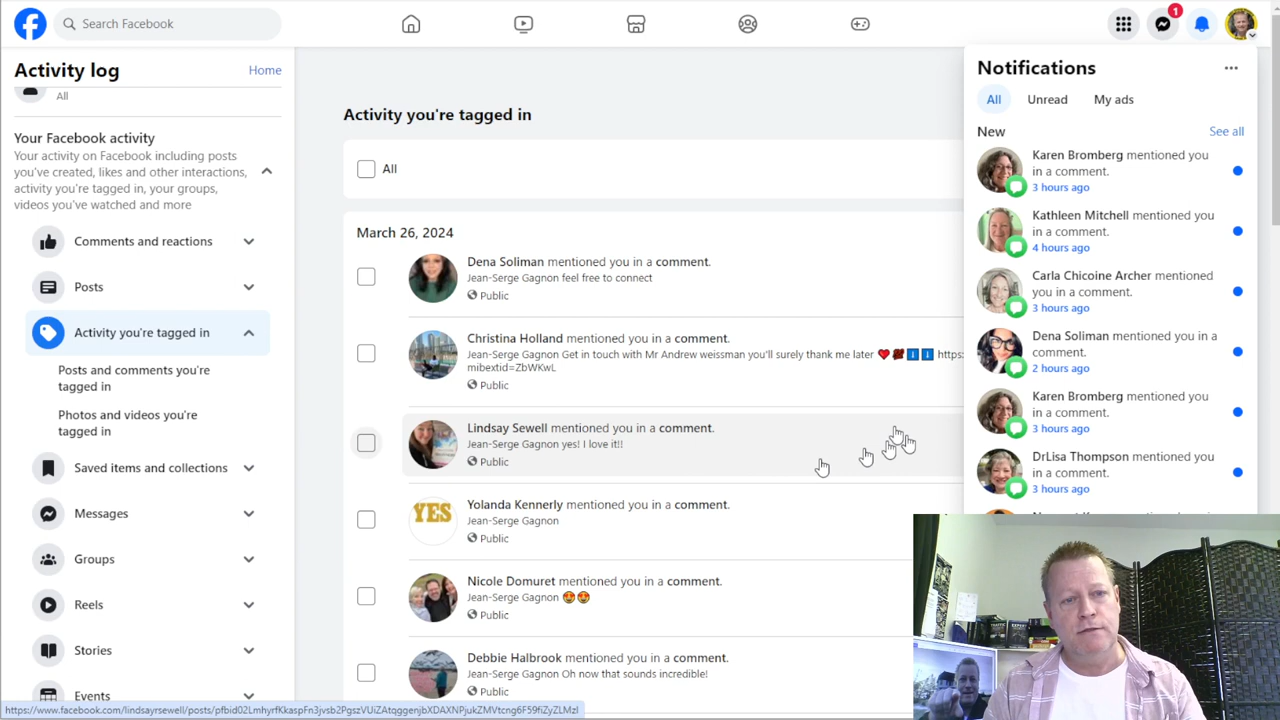 Search Facebook
1
Activity log
Home
All
Your Facebook activity
Your activity on Facebook including posts
you've created, likes and other interactions,
activity you're tagged in, your groups,
videos you've watched and more
Comments and reactions
Posts
Activity you're tagged in
Posts and comments you're
tagged in
Photos and videos you're
tagged in
Saved items and collections
Messages
Groups
Reels
Stories
Events
Activity you're tagged in
All
March 26, 2024
Dena Soliman mentioned you in a comment.
Jean-Serge Gagnon feel free to connect
Public
Christina Holland mentioned you in a comment.
Jean-Serge Gagnon Get in touch with Mr Andrew weissman you'll surely thank me later ❤️🌹⬇️⬇️ https:
mibextid=ZbWKwL
Public
Lindsay Sewell mentioned you in a comment.
Jean-Serge Gagnon yes! I love it!!
Public
YES
Yolanda Kennerly mentioned you in a comment.
Jean-Serge Gagnon
Public
Nicole Domuret mentioned you in a comment.
Jean-Serge Gagnon 😍😍
Public
Debbie Halbrook mentioned you in a comment.
Jean-Serge Gagnon Oh now that sounds incredible!
Public
Notifications
All
Unread
My ads
New
See all
Karen Bromberg mentioned you
in a comment.
3 hours ago
Kathleen Mitchell mentioned you
in a comment.
4 hours ago
Carla Chicoine Archer mentioned
you in a comment.
3 hours ago
Dena Soliman mentioned you in a
comment.
2 hours ago
Karen Bromberg mentioned you
in a comment.
3 hours ago
DrLisa Thompson mentioned you
in a comment.
3 hours ago